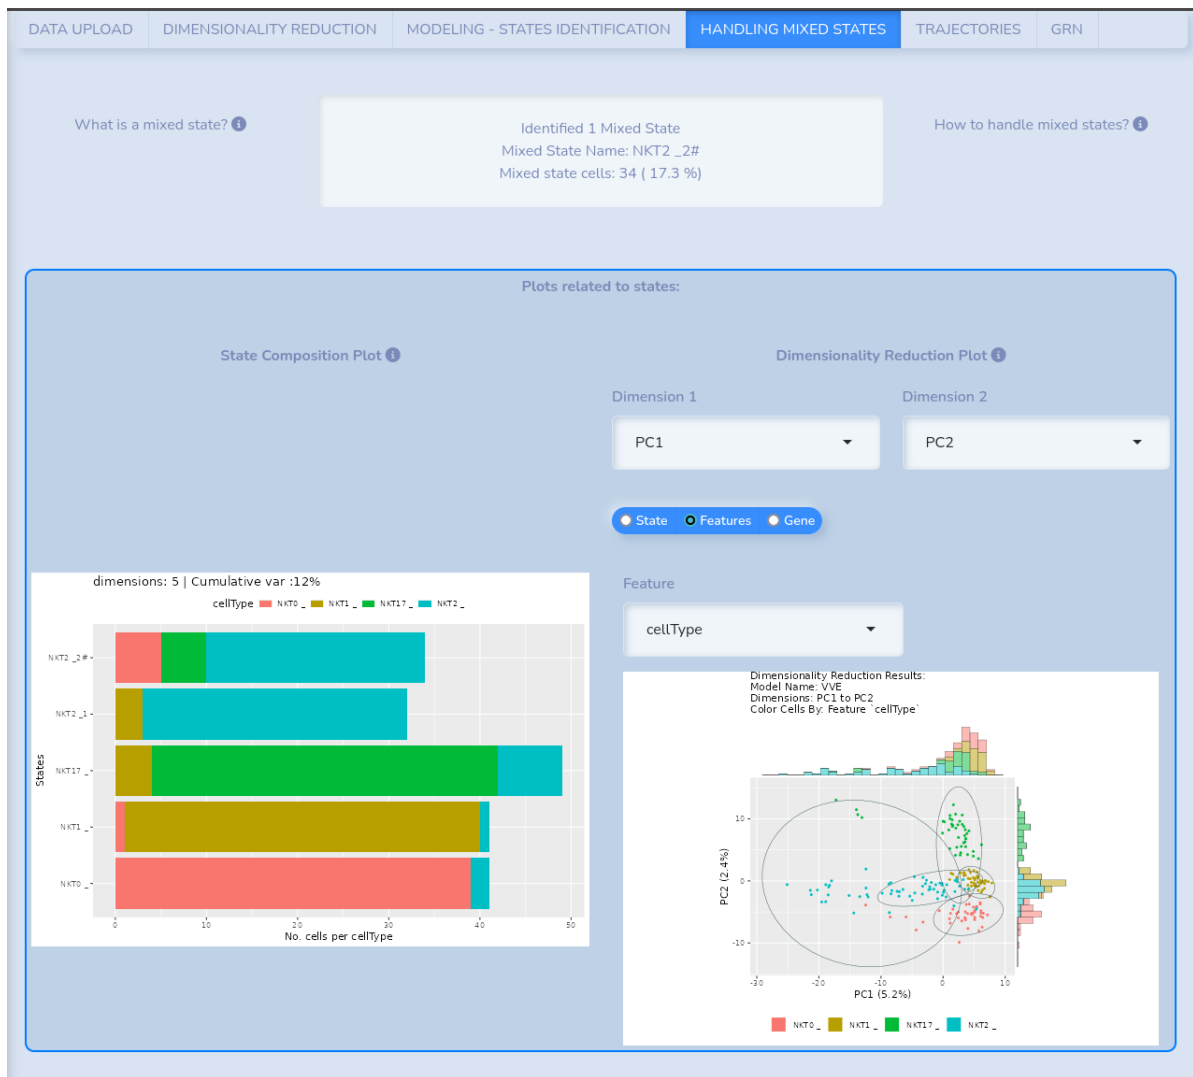 DATA UPLOAD
DIMENSIONALITY REDUCTION
MODELING - STATES IDENTIFICATION
HANDLING MIXED STATES
TRAJECTORIES
GRN
What is a mixed state?
Identified 1 Mixed State
Mixed State Name: NKT2 _2#
Mixed state cells: 34 ( 17.3 %)
How to handle mixed states?
Plots related to states:
State Composition Plot
Dimensionality Reduction Plot
Dimension 1
Dimension 2
PC1
PC2
State
Features
Gene
Feature
cellType
dimensions: 5 | Cumulative var :12%
cellType NKT0 _ NKT1 _ NKT17 _ NKT2 _
States
NKT2 _2#
NKT2 _1
NKT17 _
NKT1 _
NKT0 _
0 10 20 30 40 50
No. cells per cellType
Dimensionality Reduction Results:
Model Name: VVE
Dimensions: PC1 to PC2
Color Cells By: Feature `cellType`
PC2 (2.4%)
10
0
-10
-30 -20 -10 0 10
PC1 (5.2%)
NKT0 _ NKT1 _ NKT17 _ NKT2 _